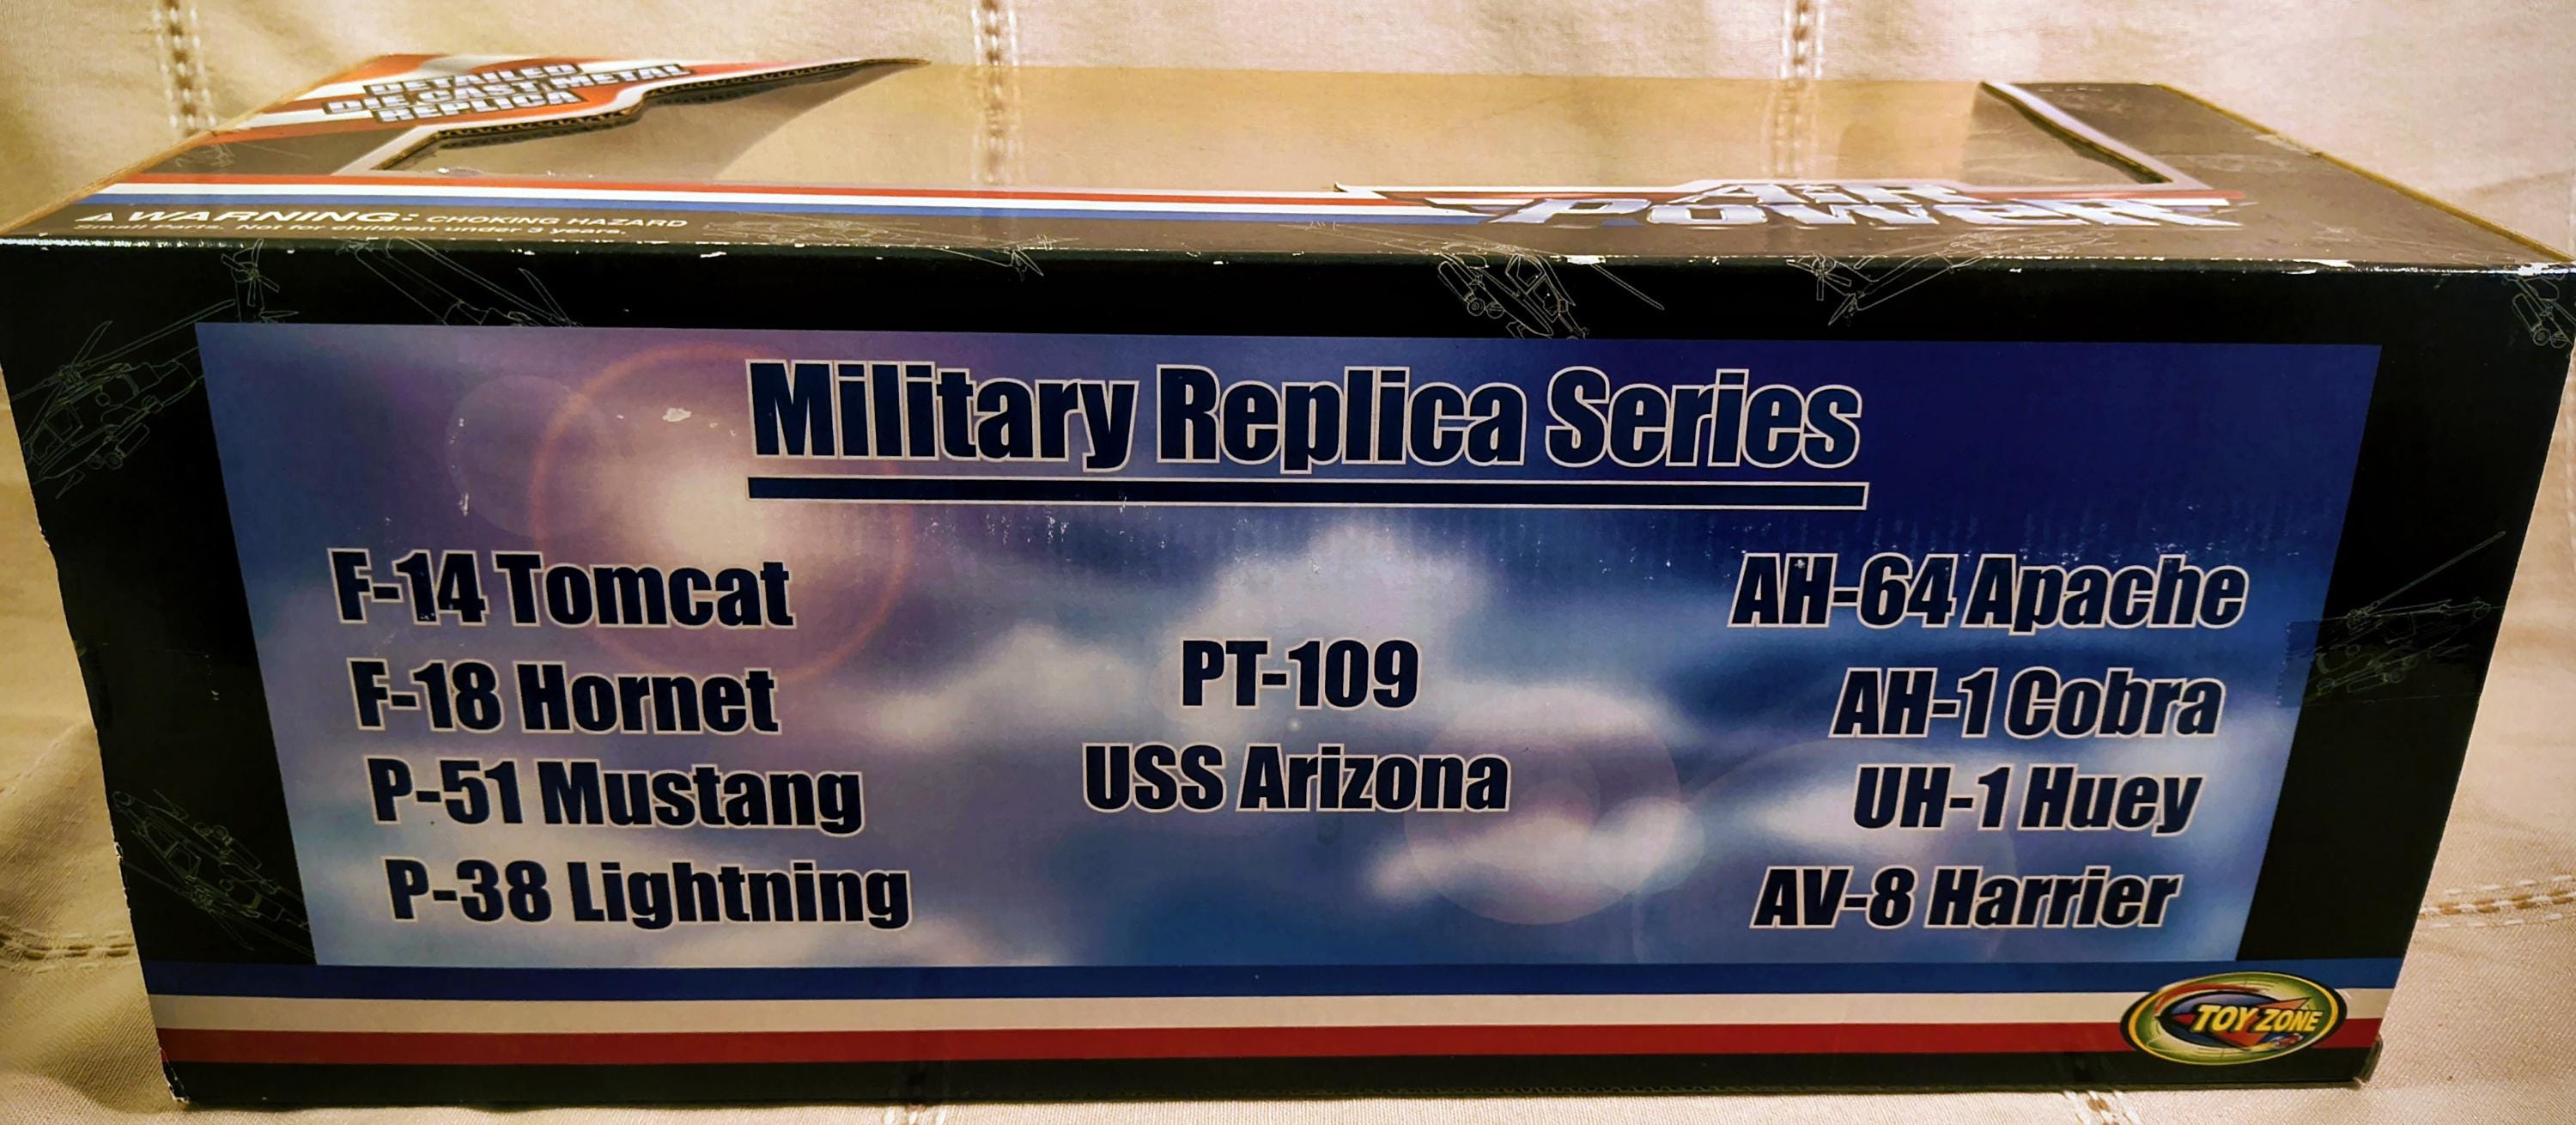 DETAILED
DIE CAST METAL
REPLICA
AIR
POWER
WARNING: CHOKING HAZARD
Small Parts. Not for children under 3 years.
Military Replica Series
F-14 Tomcat
F-18 Hornet
P-51 Mustang
P-38 Lightning
PT-109
USS Arizona
AH-64 Apache
AH-1 Cobra
UH-1 Huey
AV-8 Harrier
TOY ZONE